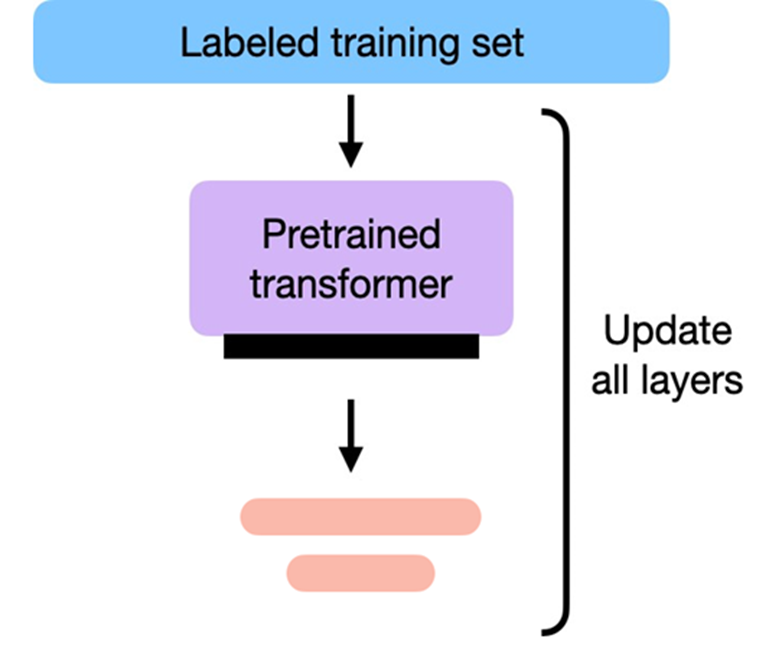 Labeled training set
Pretrained
transformer
Update
all layers